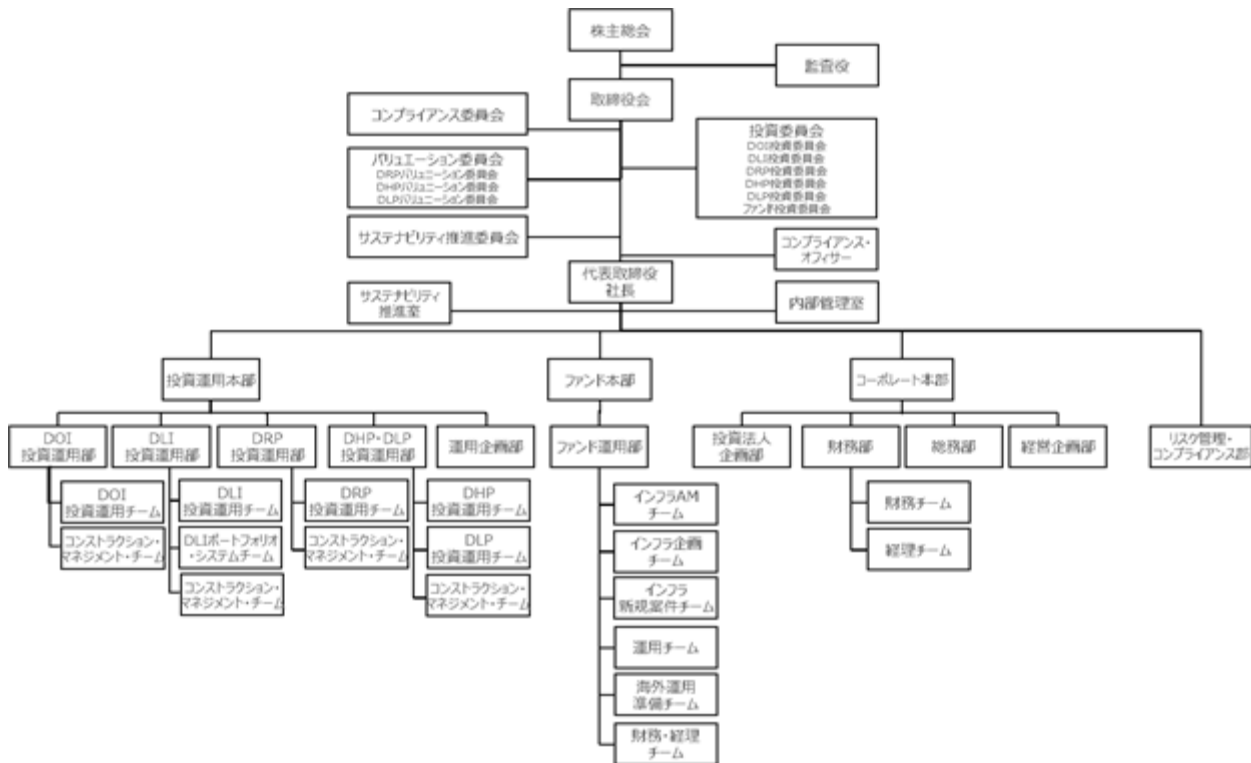 株主総会
監査役
取締役会
コンプライアンス委員会
バリュエーション委員会
DRPバリュエーション委員会
DHPバリュエーション委員会
DLPバリュエーション委員会
投資委員会
DOI投資委員会
DLI投資委員会
DRP投資委員会
DHP投資委員会
DLP投資委員会
ファンド投資委員会
サステナビリティ推進委員会
コンプライアンス・
オフィサー
代表取締役
社長
サステナビリティ
推進室
内部管理室
投資運用本部
ファンド本部
コーポレート本部
DOI
投資運用部
DLI
投資運用部
DRP
投資運用部
DHP・DLP
投資運用部
運用企画部
ファンド運用部
投資法人
企画部
財務部
総務部
経営企画部
リスク管理・
コンプライアンス部
DOI
投資運用チーム
コンストラクション・
マネジメント・チーム
DLI
投資運用チーム
DLIポートフォリオ
・システムチーム
コンストラクション・
マネジメント・チーム
DRP
投資運用チーム
コンストラクション・
マネジメント・チーム
DHP
投資運用チーム
DLP
投資運用チーム
コンストラクション・
マネジメント・チーム
インフラAM
チーム
インフラ企画
チーム
インフラ
新規案件チーム
運用チーム
海外運用
準備チーム
財務・経理
チーム
財務チーム
経理チーム